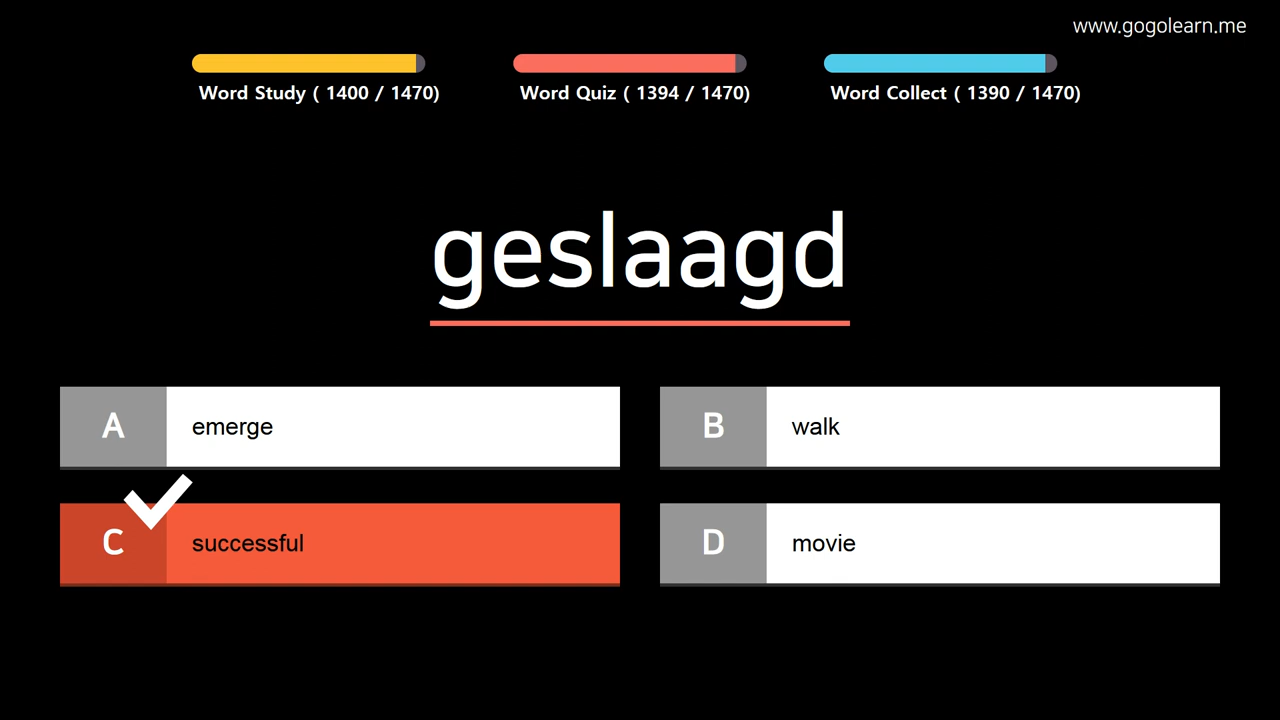 www.gogolearn.me
Word Study ( 1400 / 1470)
Word Quiz ( 1394 / 1470)
Word Collect ( 1390 / 1470)
geslaagd
A emerge
B walk
C successful
D movie